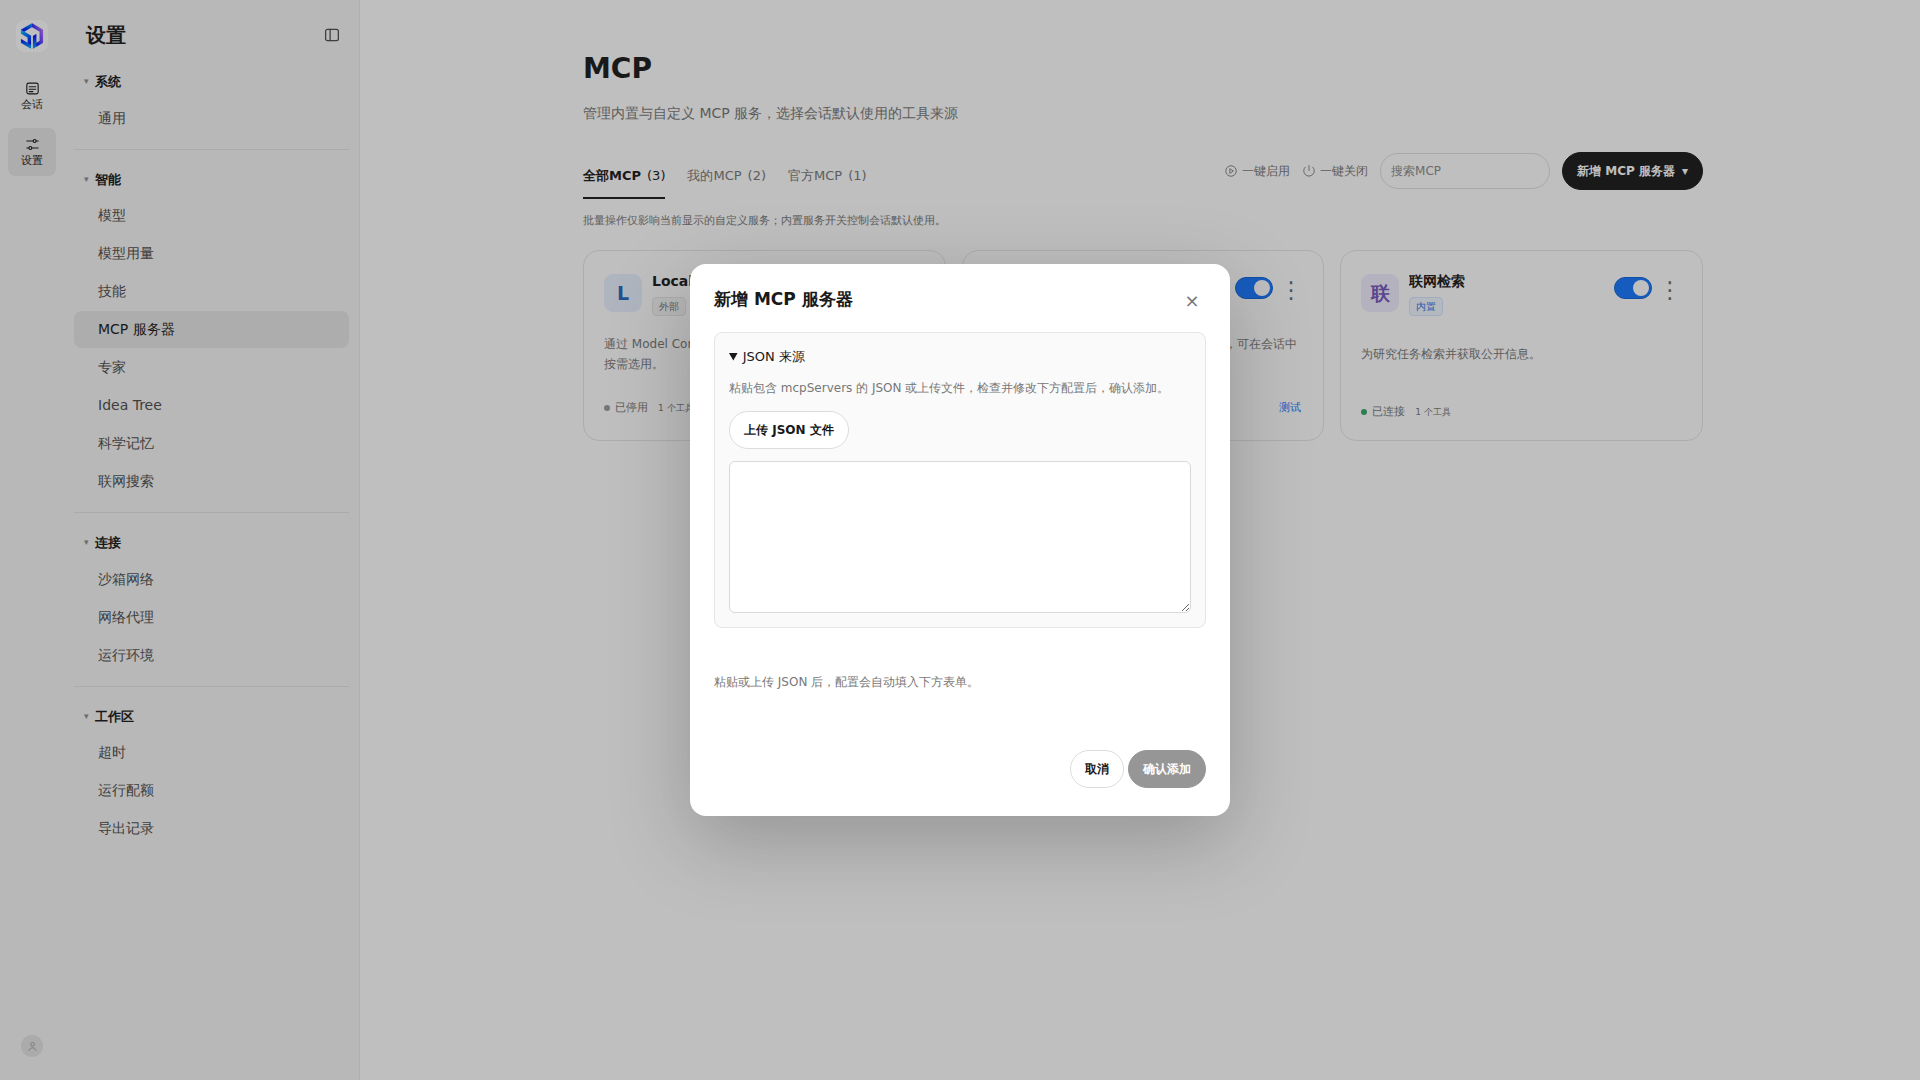 设置
会话
设置
系统
通用
智能
模型
模型用量
技能
MCP 服务器
专家
Idea Tree
科学记忆
联网搜索
连接
沙箱网络
网络代理
运行环境
工作区
超时
运行配额
导出记录
MCP
管理内置与自定义 MCP 服务，选择会话默认使用的工具来源
全部MCP (3) 我的MCP (2) 官方MCP (1)
一键启用 一键关闭 搜索MCP 新增 MCP 服务器 ▾
批量操作仅影响当前显示的自定义服务；内置服务开关控制会话默认使用。
L Local
外部
通过 Model Con
按需选用。
已停用 1 个工具
，可在会话中
测试
联 联网检索
内置
为研究任务检索并获取公开信息。
已连接 1 个工具
新增 MCP 服务器
JSON 来源
粘贴包含 mcpServers 的 JSON 或上传文件，检查并修改下方配置后，确认添加。
上传 JSON 文件
粘贴或上传 JSON 后，配置会自动填入下方表单。
取消 确认添加